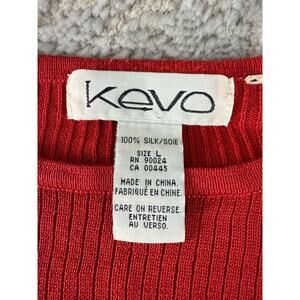 kevo
100% SILK/SOIE
SIZE L
RN 90024
CA 00445
MADE IN CHINA.
FABRIQUÉ EN CHINE.
CARE ON REVERSE.
ENTRETIEN
AU VERSO.